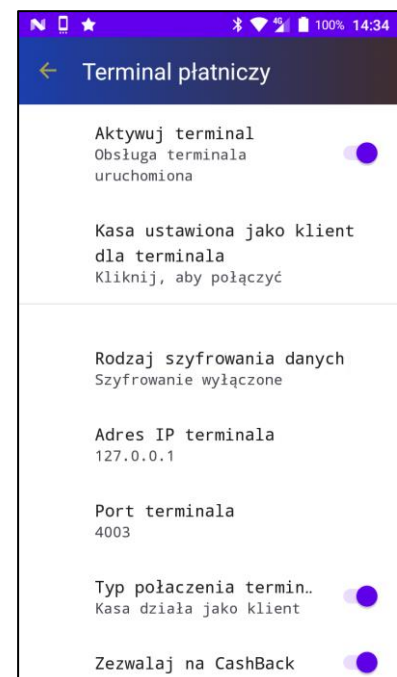 N 4G 100% 14:34
Terminal płatniczy
Aktywuj terminal
Obsługa terminala
uruchomiona
Kasa ustawiona jako klient
dla terminala
Kliknij, aby połączyć
Rodzaj szyfrowania danych
Szyfrowanie wyłączone
Adres IP terminala
127.0.0.1
Port terminala
4003
Typ połaczenia termin..
Kasa działa jako klient
Zezwalaj na CashBack